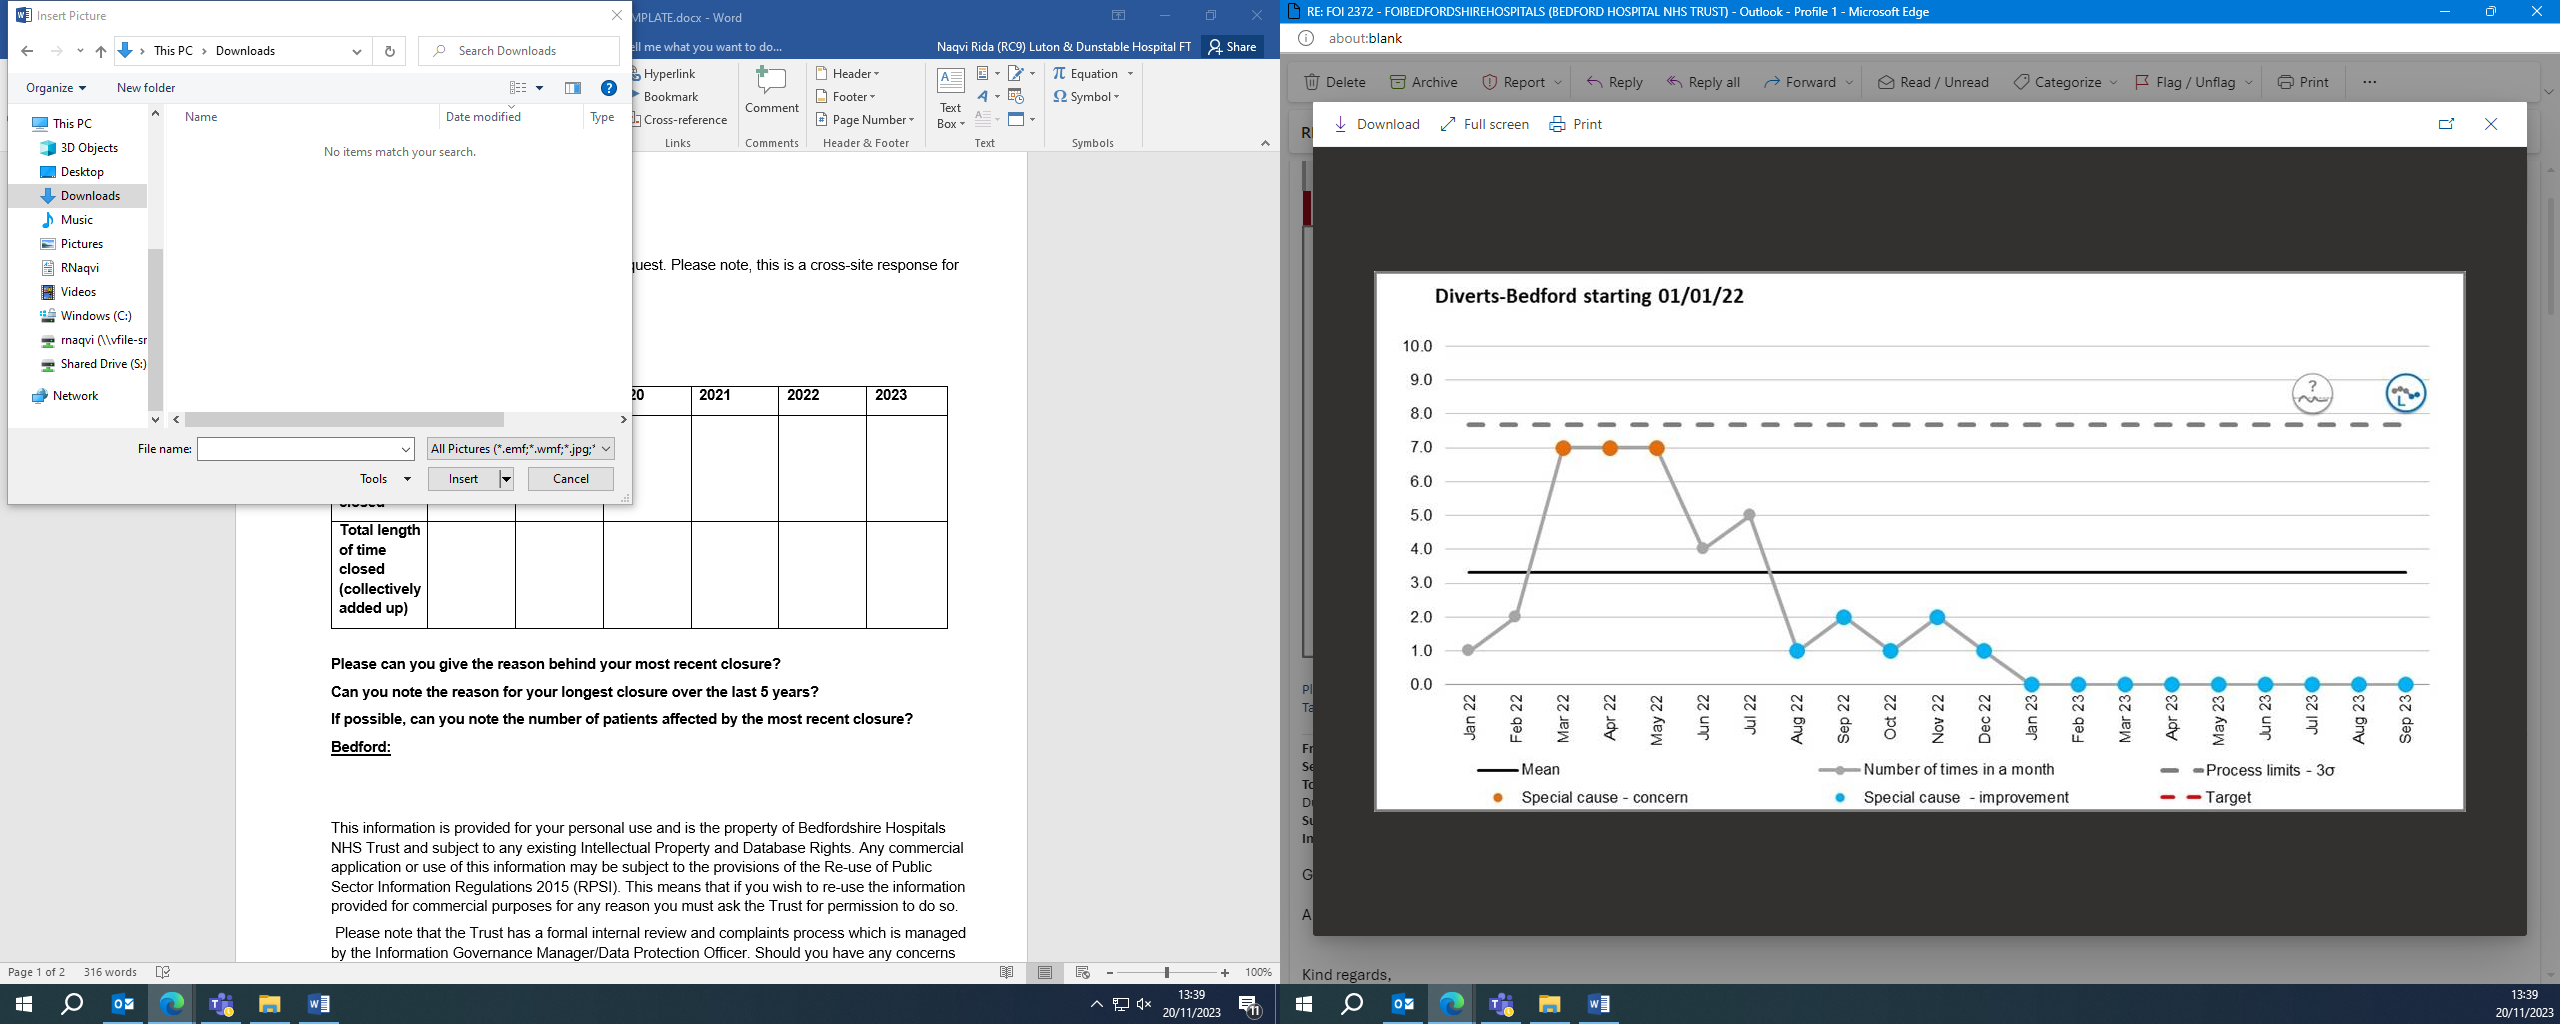 Insert Picture
MPLATE.docx - Word
This PC
Downloads
Search Downloads
ell me what you want to do...
Naqvi Rida (RC9) Luton & Dunstable Hospital FT
Share
Organize
New folder
Hyperlink
Bookmark
Cross-reference
Links
Comment
Comments
Header
Footer
Page Number
Header & Footer
Text
Box
Text
Equation
Symbol
Symbols
Name
Date modified
Type
No items match your search.
This PC
3D Objects
Desktop
Downloads
Music
Pictures
RNaqvi
Videos
Windows (C:)
rnaqvi (\\vfile-sr
Shared Drive (S:)
Network
File name:
All Pictures (*.emf;*.wmf;*.jpg;*
Tools
Insert
Cancel
quest. Please note, this is a cross-site response for
20 2021 2022 2023
closed
Total length
of time
closed
(collectively
added up)
Please can you give the reason behind your most recent closure?
Can you note the reason for your longest closure over the last 5 years?
If possible, can you note the number of patients affected by the most recent closure?
Bedford:
This information is provided for your personal use and is the property of Bedfordshire Hospitals
NHS Trust and subject to any existing Intellectual Property and Database Rights. Any commercial
application or use of this information may be subject to the provisions of the Re-use of Public
Sector Information Regulations 2015 (RPSI). This means that if you wish to re-use the information
provided for commercial purposes for any reason you must ask the Trust for permission to do so.
Please note that the Trust has a formal internal review and complaints process which is managed
by the Information Governance Manager/Data Protection Officer. Should you have any concerns
Page 1 of 2 316 words
100%
13:39
20/11/2023
11
RE: FOI 2372 - FOIBEDFORDSHIREHOSPITALS (BEDFORD HOSPITAL NHS TRUST) - Outlook - Profile 1 - Microsoft Edge
about:blank
Delete
Archive
Report
Reply
Reply all
Forward
Read / Unread
Categorize
Flag / Unflag
Print
Download
Full screen
Print
Diverts-Bedford starting 01/01/22
10.0
9.0
8.0
7.0
6.0
5.0
4.0
3.0
2.0
1.0
0.0
?
L
Jan 22
Feb 22
Mar 22
Apr 22
May 22
Jun 22
Jul 22
Aug 22
Sep 22
Oct 22
Nov 22
Dec 22
Jan 23
Feb 23
Mar 23
Apr 23
May 23
Jun 23
Jul 23
Aug 23
Sep 23
Mean
Number of times in a month
Process limits - 3σ
Special cause - concern
Special cause - improvement
Target
Kind regards,
13:39
20/11/2023